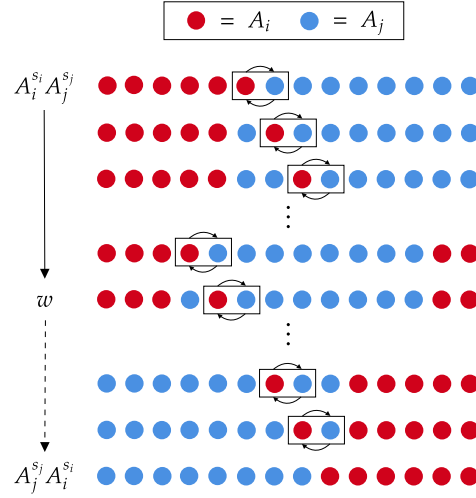 = A_i = A_j
A_i^{s_i} A_j^{s_j}
w
A_j^{s_j} A_i^{s_i}